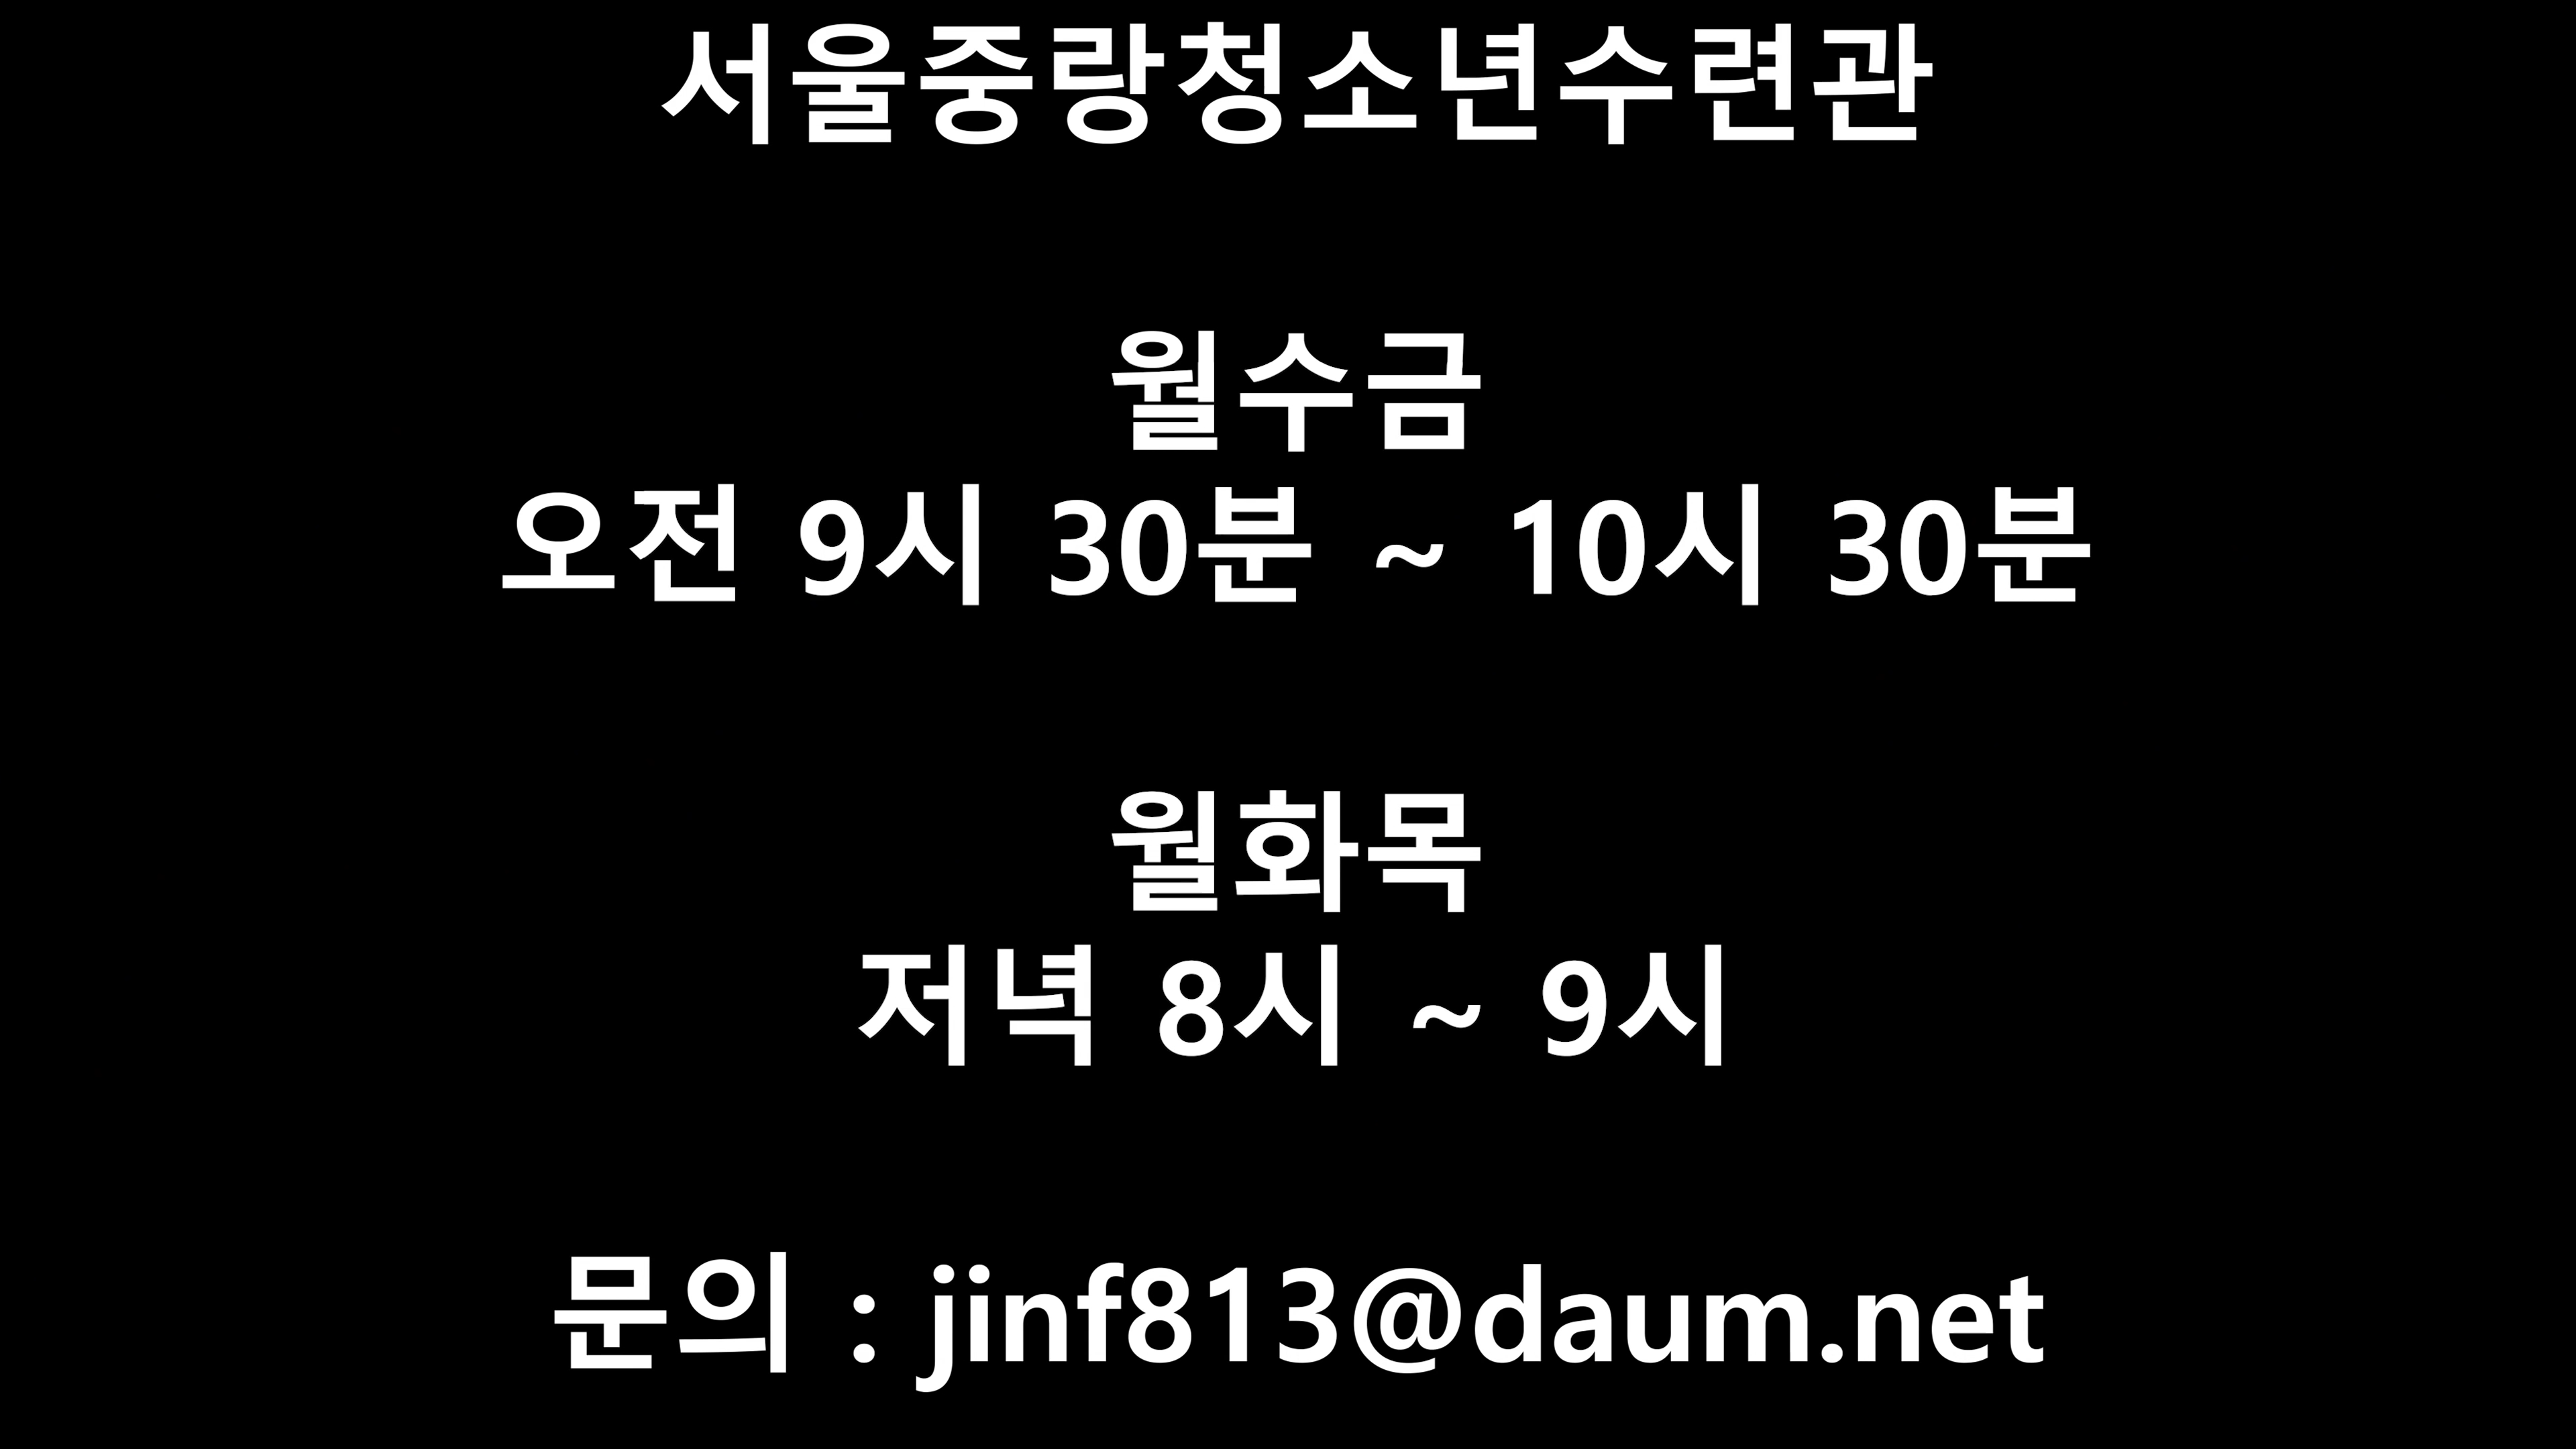 서울중랑청소년수련관
월수금
오전 9시 30분 ~ 10시 30분
월화목
저녁 8시 ~ 9시
문의 : jinf813@daum.net